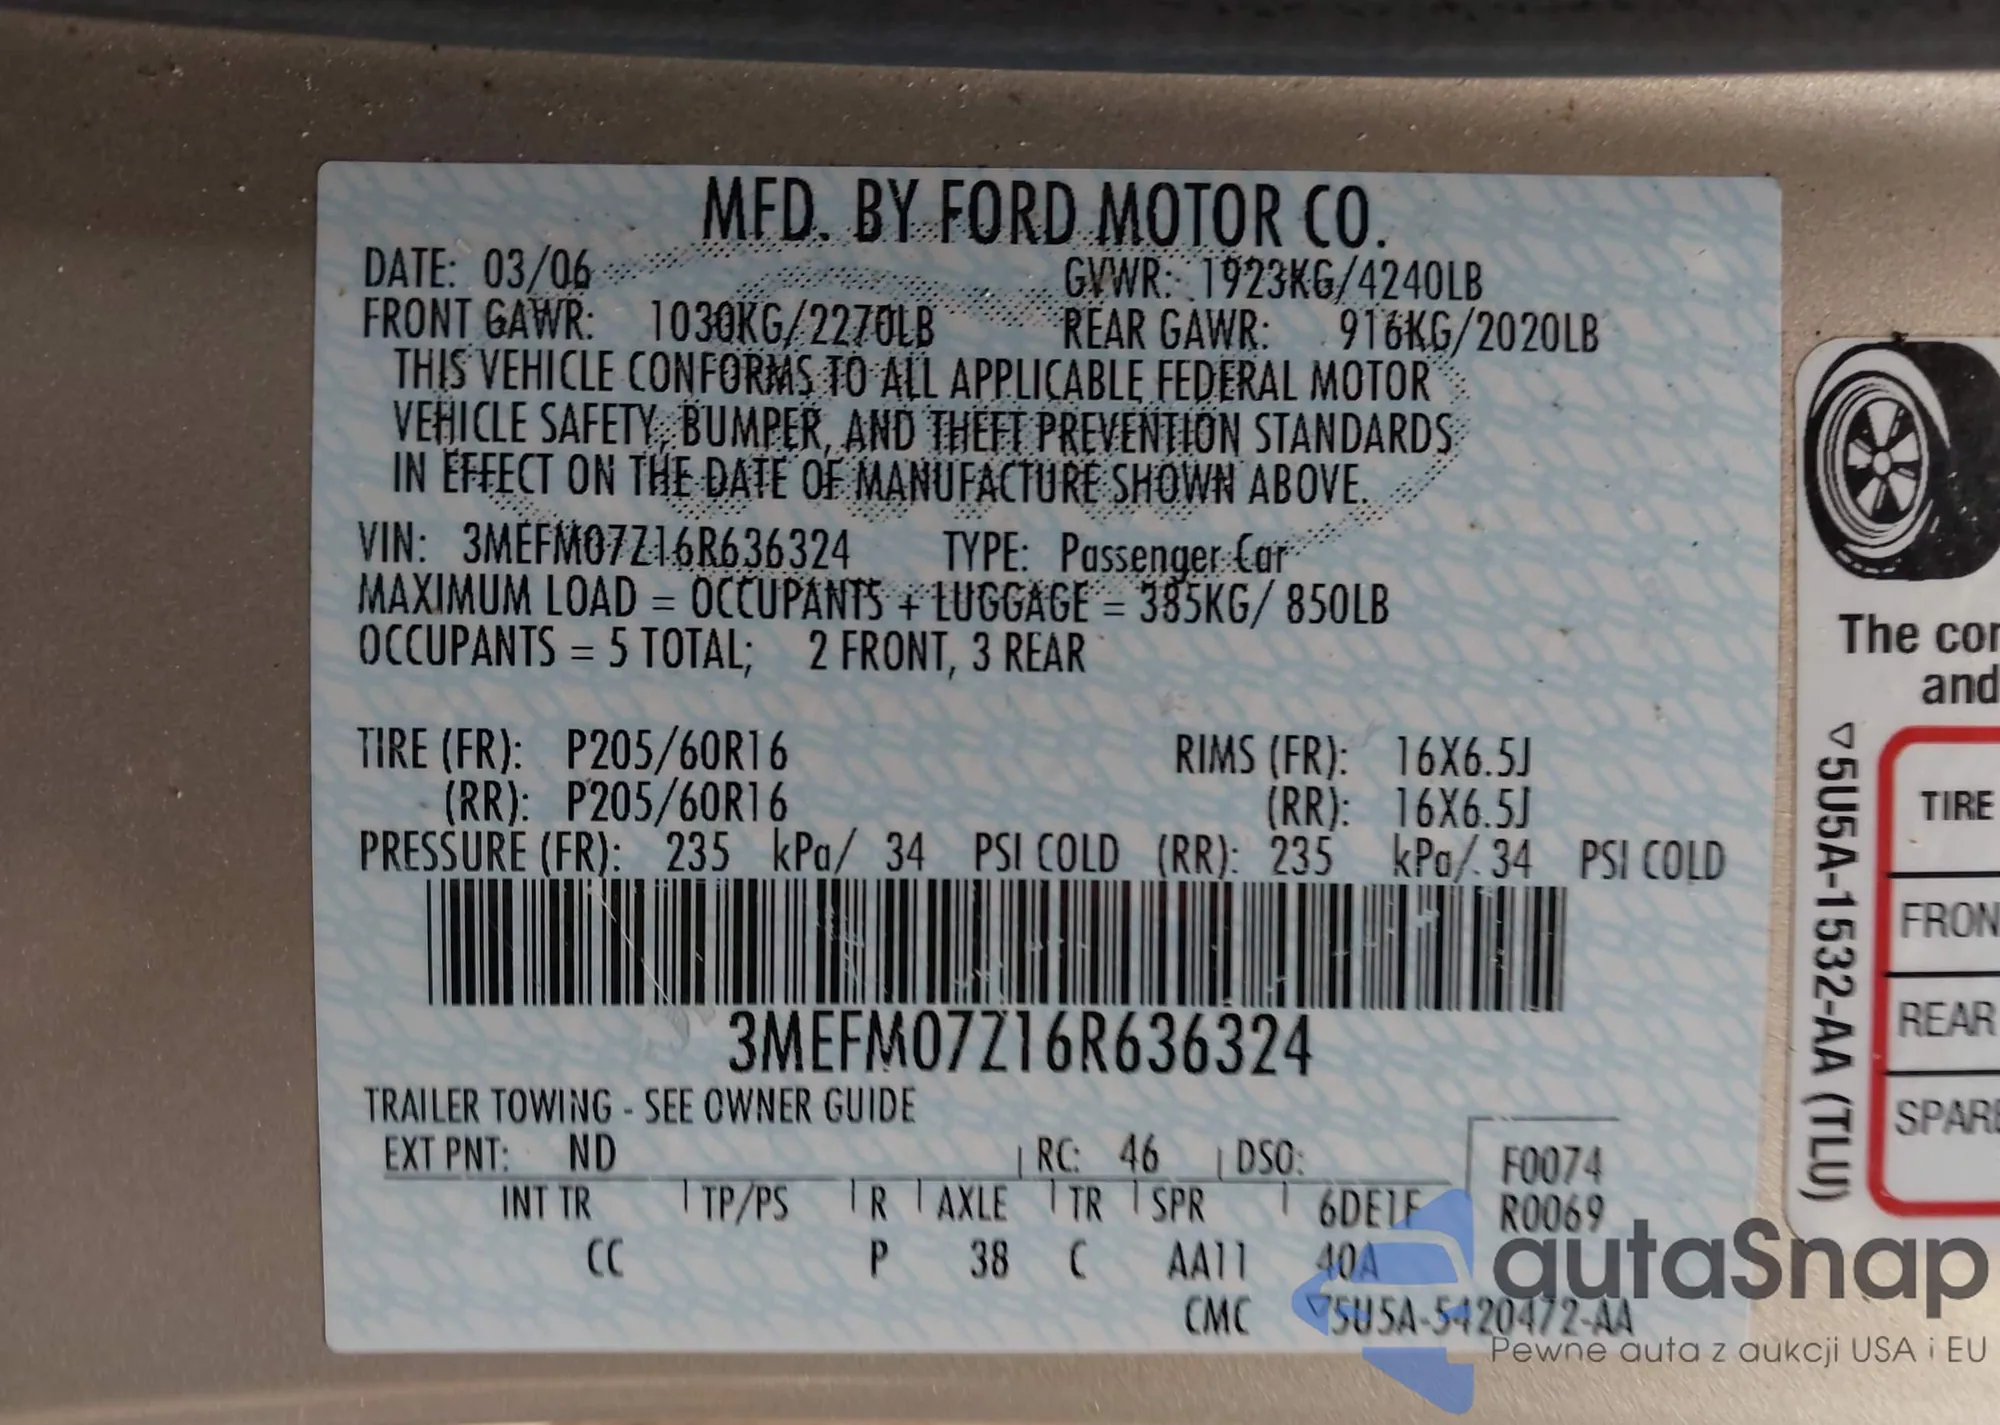 MFD. BY FORD MOTOR CO.
DATE: 03/06 GVWR: 1923KG/4240LB
FRONT GAWR: 1030KG/2270LB REAR GAWR: 916KG/2020LB
THIS VEHICLE CONFORMS TO ALL APPLICABLE FEDERAL MOTOR
VEHICLE SAFETY, BUMPER, AND THEFT PREVENTION STANDARDS
IN EFFECT ON THE DATE OF MANUFACTURE SHOWN ABOVE.
VIN: 3MEFM07Z16R636324 TYPE: Passenger Car
MAXIMUM LOAD = OCCUPANTS + LUGGAGE = 385KG/ 850LB
OCCUPANTS = 5 TOTAL; 2 FRONT, 3 REAR
TIRE (FR): P205/60R16 RIMS (FR): 16X6.5J
(RR): P205/60R16 (RR): 16X6.5J
PRESSURE (FR): 235 kPa/ 34 PSI COLD (RR): 235 kPa/ 34 PSI COLD
3MEFM07Z16R636324
TRAILER TOWING - SEE OWNER GUIDE
EXT PNT: ND RC: 46 DSO: F0074
INT TR TP/PS R AXLE TR SPR 6DE1F R0069
CC P 38 C AA11 40A
CMC ▽5U5A-5420472-AA
The con
and
▽5U5A-1532-AA (TLU)
TIRE
FRON
REAR
SPARE
autaSnap
Pewne auta z aukcji USA i EU